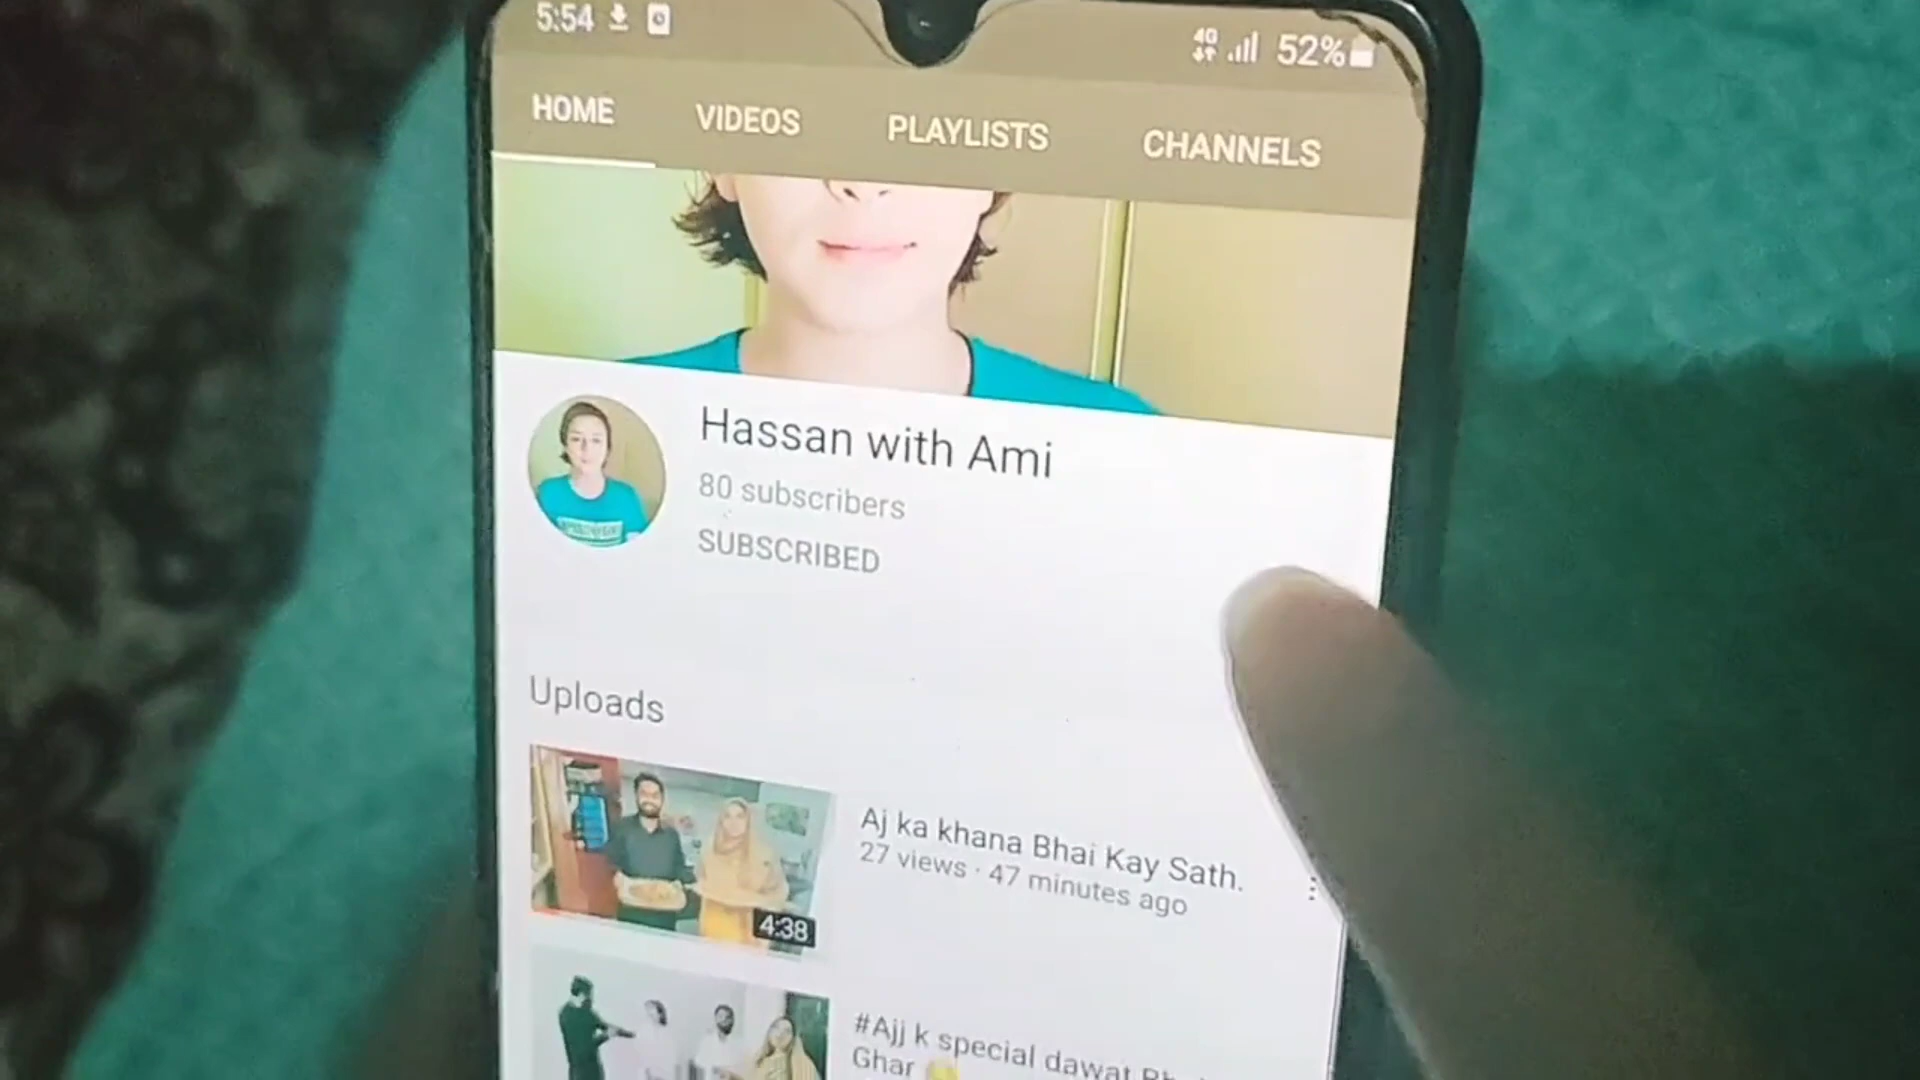 5:54
4G 52%
HOME VIDEOS PLAYLISTS CHANNELS
Hassan with Ami
80 subscribers
SUBSCRIBED
Uploads
Aj ka khana Bhai Kay Sath.
27 views · 47 minutes ago
4:38
#Ajj k special dawat
Ghar